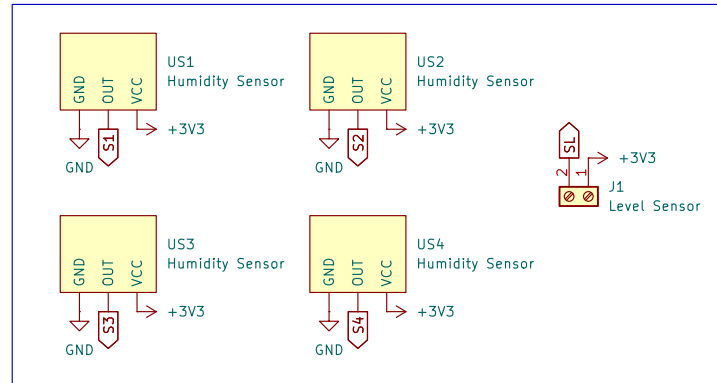 US1
Humidity Sensor
GND
OUT
VCC
+3V3
S1
GND
US2
Humidity Sensor
GND
OUT
VCC
+3V3
S2
GND
SL
+3V3
2
1
J1
Level Sensor
US3
Humidity Sensor
GND
OUT
VCC
+3V3
S3
GND
US4
Humidity Sensor
GND
OUT
VCC
+3V3
S4
GND